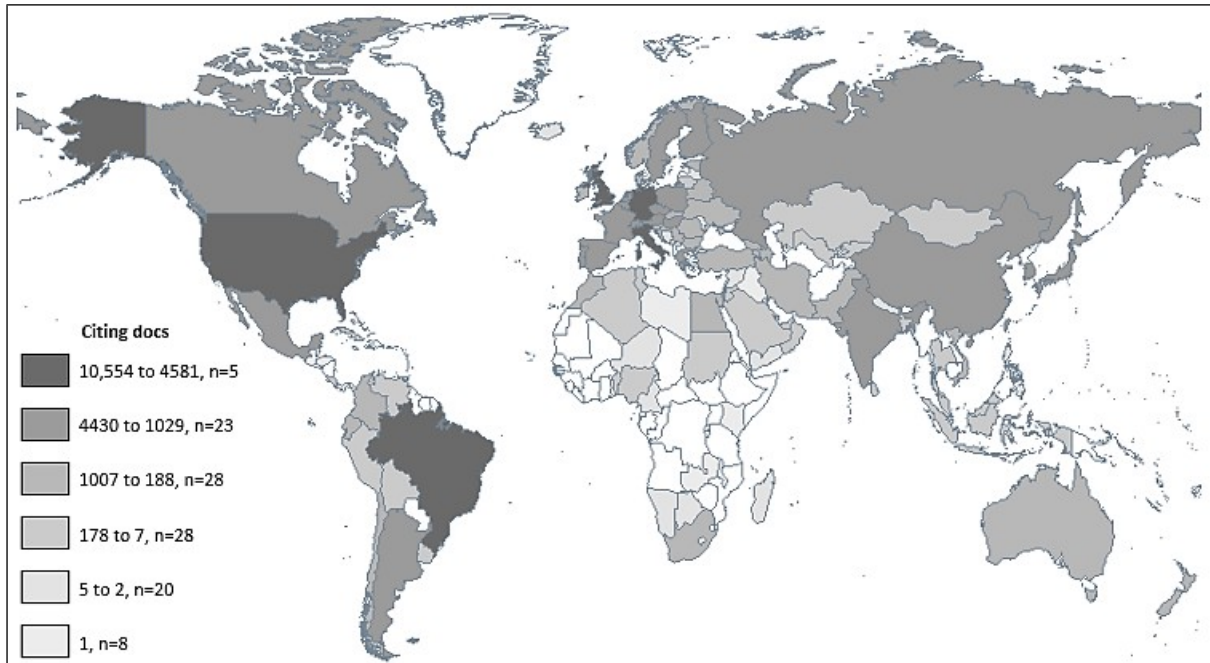 Citing docs
10,554 to 4581, n=5
4430 to 1029, n=23
1007 to 188, n=28
178 to 7, n=28
5 to 2, n=20
1, n=8